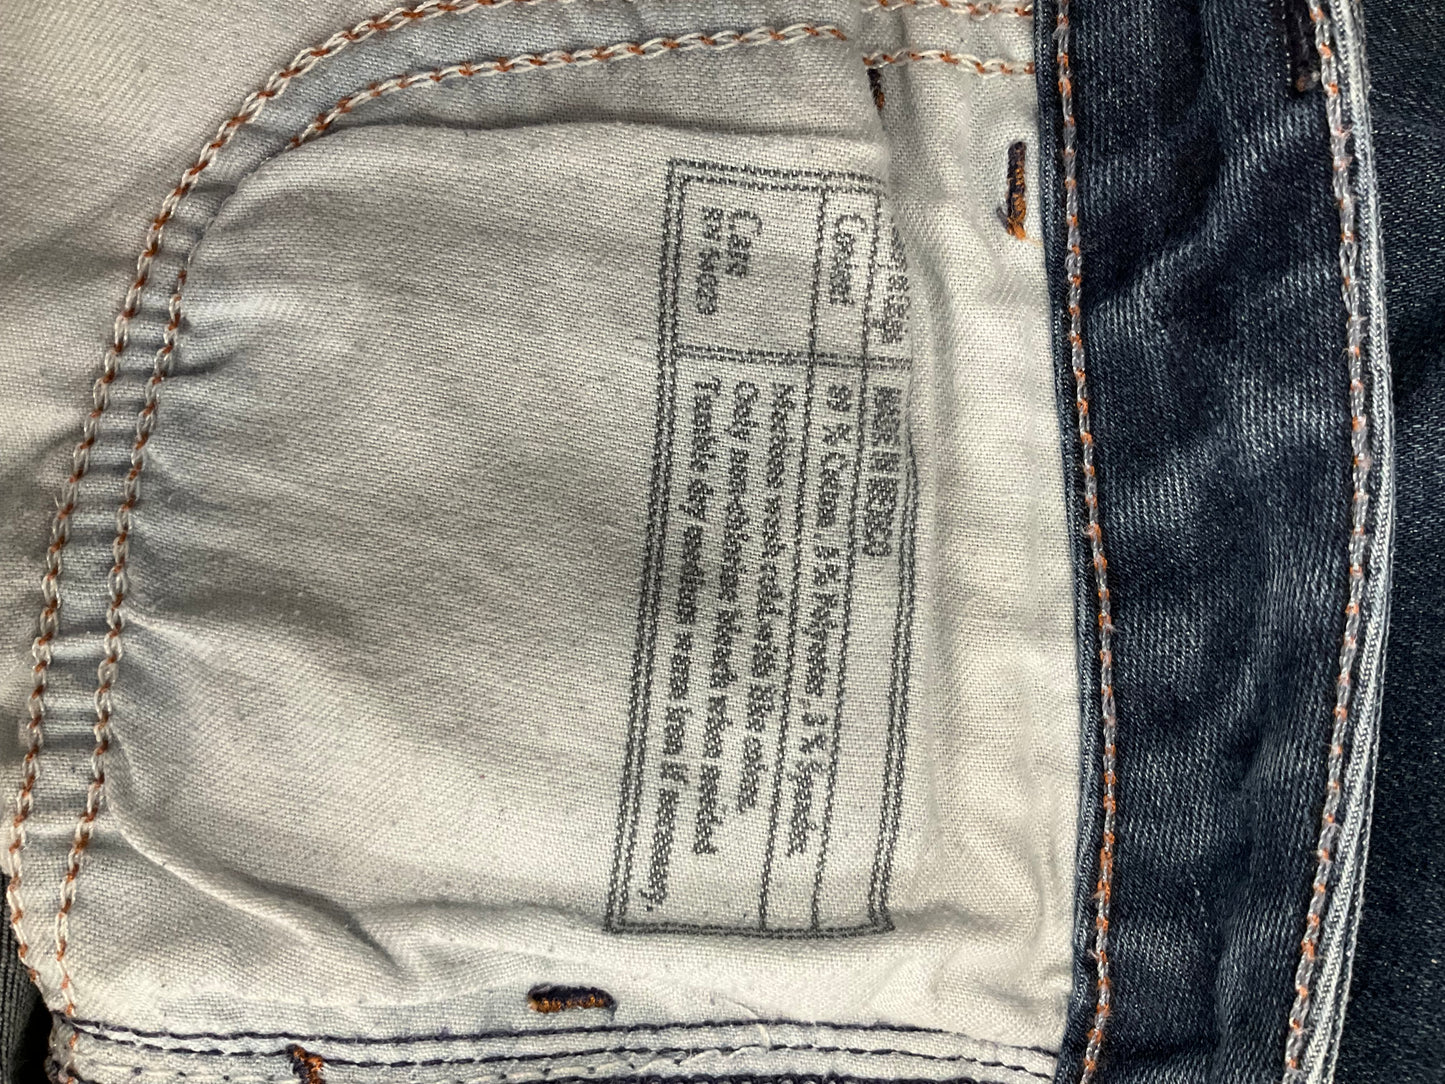 MADE IN MEXICO
Content
% Cotton , % Polyester , % Spandex
Care
RN
Machine wash cold with like colors.
Only non-chlorine bleach when needed
Tumble dry medium warm iron if necessary.